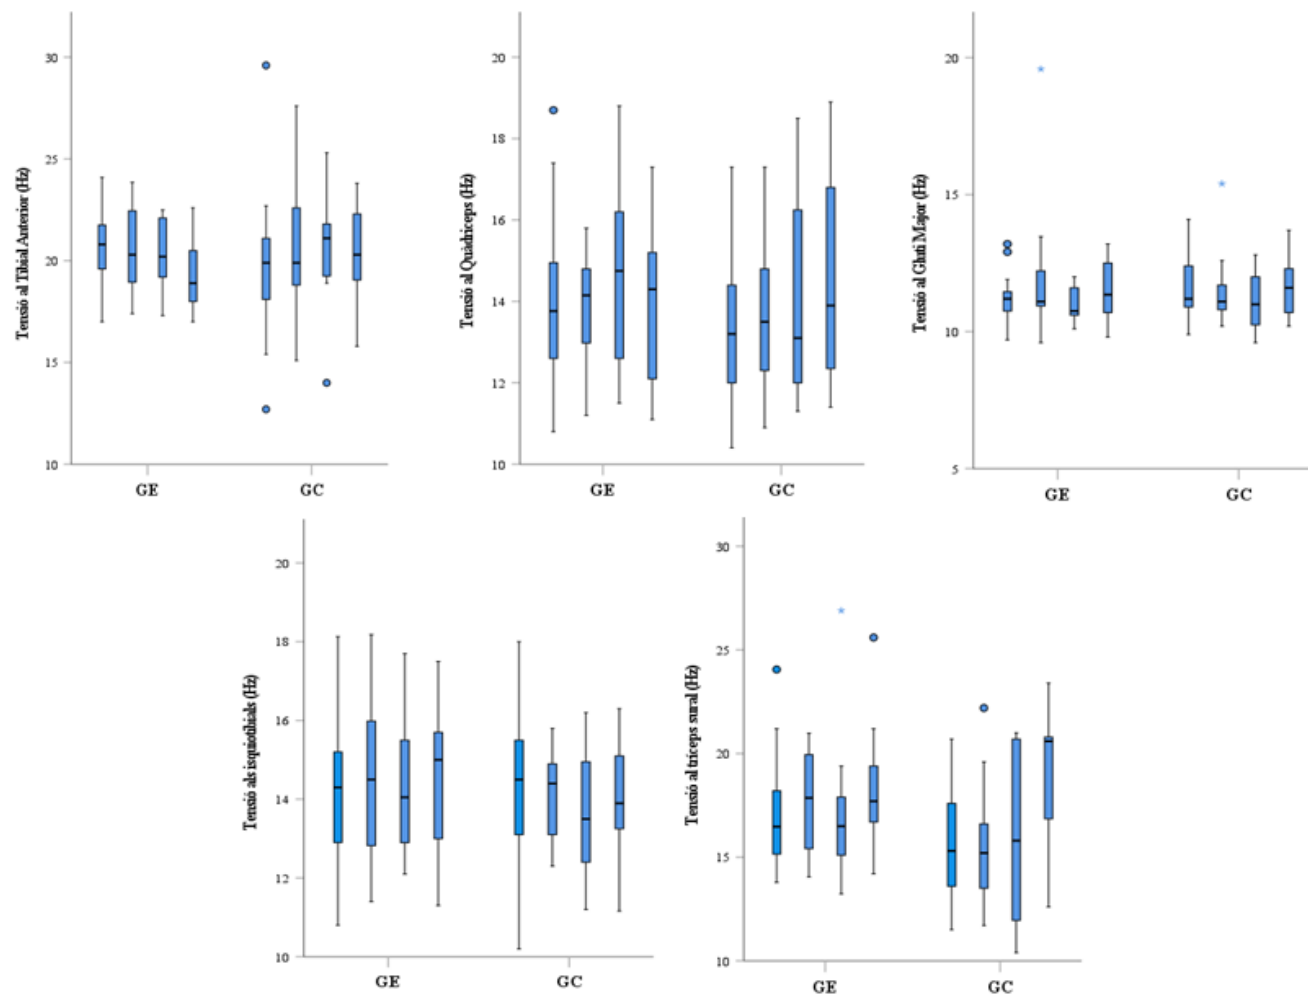 Tensió al Tibial Anterior (Hz)
30
25
20
15
10
GE GC
Tensió al Quàdriceps (Hz)
20
18
16
14
12
10
GE GC
Tensió al Gluti Major (Hz)
20
15
10
5
GE GC
Tensió als isquiotibials (Hz)
20
18
16
14
12
10
GE GC
Tensió al tríceps sural (Hz)
30
25
20
15
10
GE GC